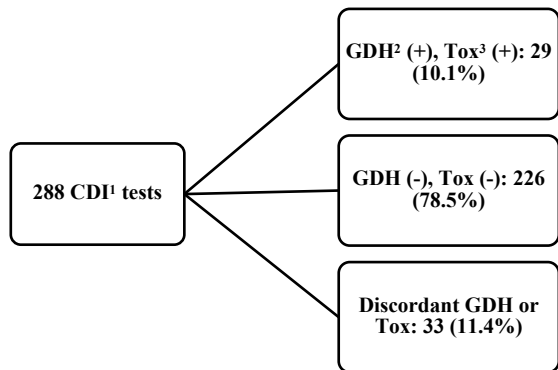 GDH² (+), Tox³ (+): 29
(10.1%)
288 CDI¹ tests
GDH (-), Tox (-): 226
(78.5%)
Discordant GDH or
Tox: 33 (11.4%)